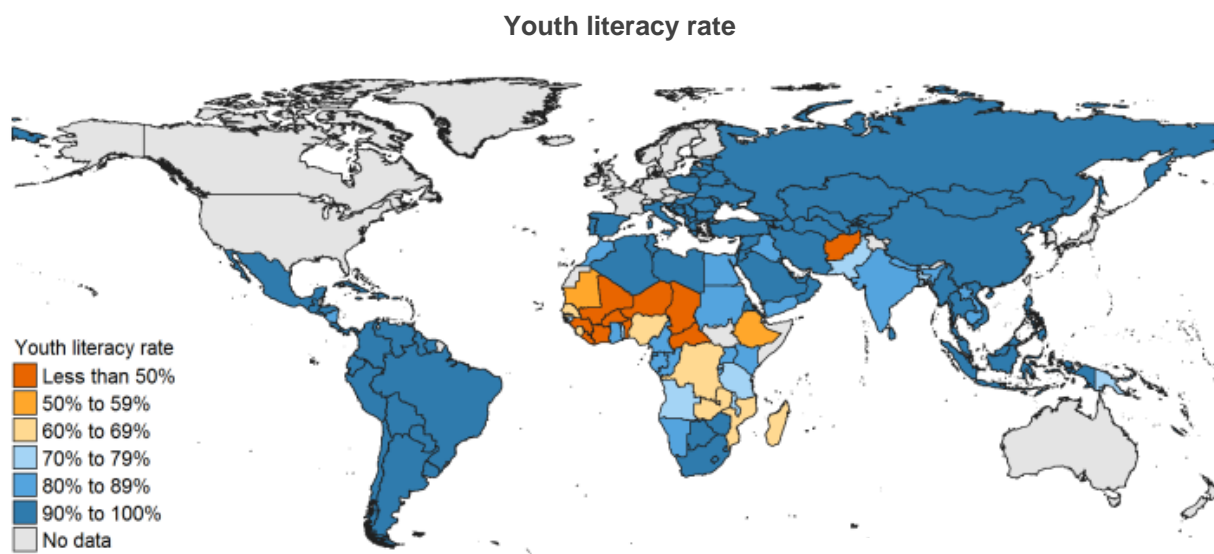 Youth literacy rate
Youth literacy rate
Less than 50%
50% to 59%
60% to 69%
70% to 79%
80% to 89%
90% to 100%
No data